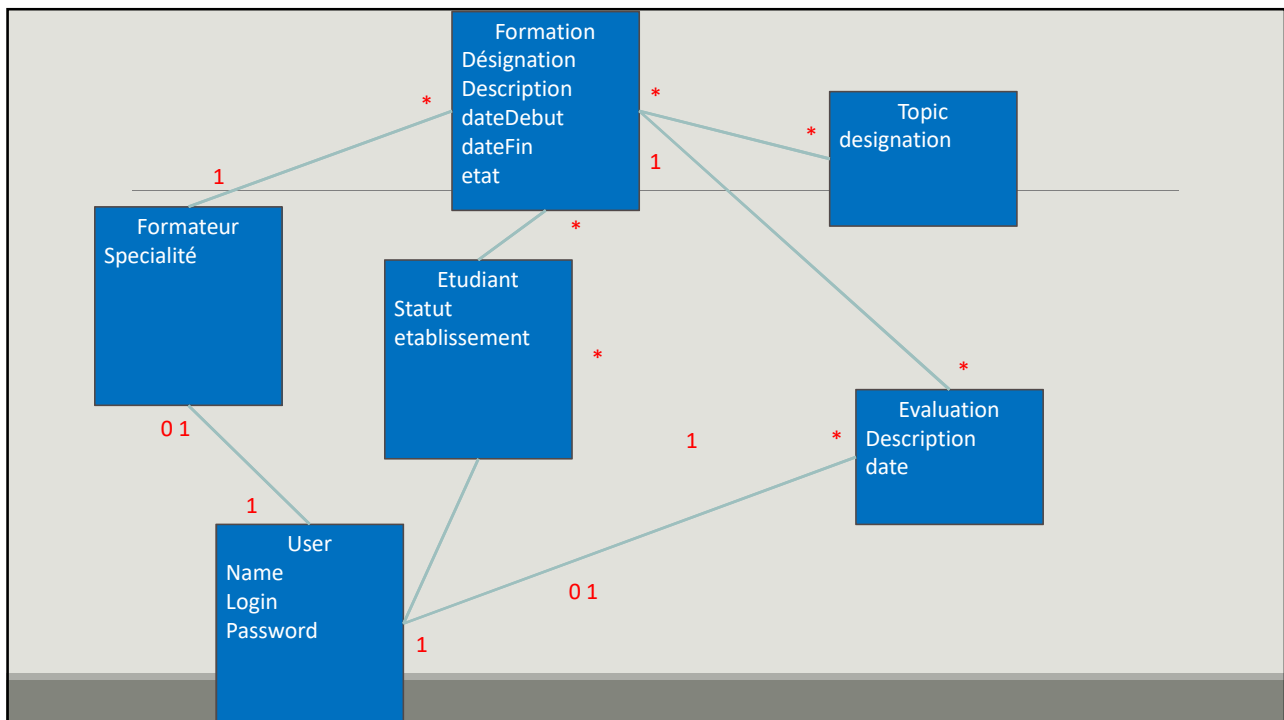 Formation
Désignation
Description
dateDebut
dateFin
etat
*
*
Topic
designation
*
1
1
Formateur
Specialité
*
Etudiant
Statut
etablissement
*
*
Evaluation
Description
date
0 1
1
*
1
User
Name
Login
Password
0 1
1